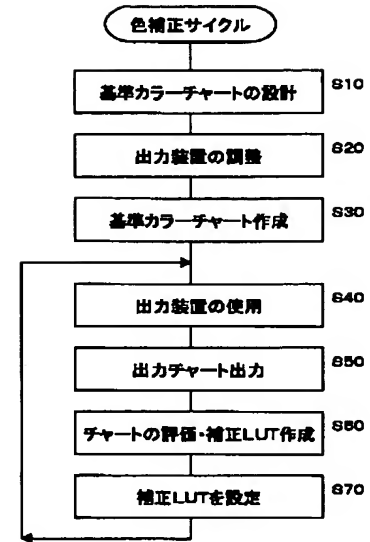 色補正サイクル
基準カラーチャートの設計 S10
出力装置の調整 S20
基準カラーチャート作成 S30
出力装置の使用 S40
出力チャート出力 S50
チャートの評価・補正LUT作成 S60
補正LUTを設定 S70